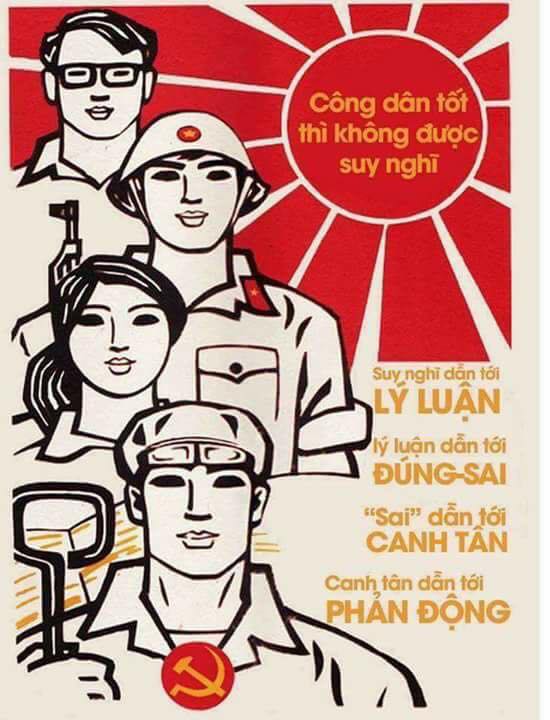 Công dân tốt
thì không được
suy nghĩ
Suy nghĩ dẫn tới
LÝ LUẬN
lý luận dẫn tới
ĐÚNG-SAI
“Sai” dẫn tới
CANH TÂN
Canh tân dẫn tới
PHẢN ĐỘNG